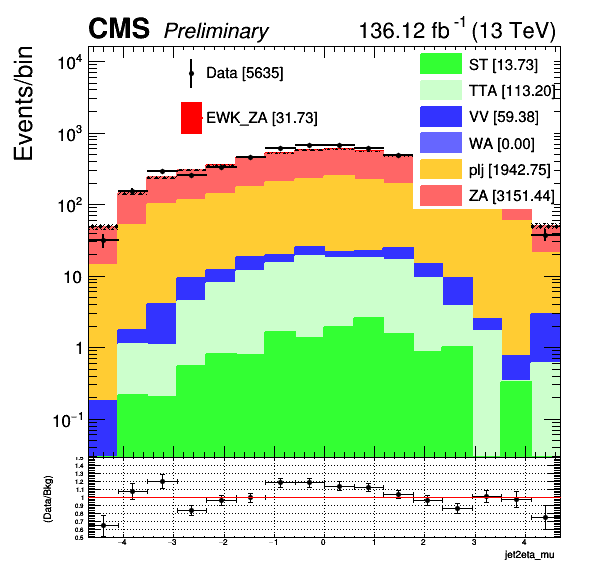 CMS Preliminary 136.12 fb⁻¹ (13 TeV)
Events/bin
10⁴
10³
10²
10
1
10⁻¹
Data [5635]
EWK_ZA [31.73]
ST [13.73]
TTA [113.20]
VV [59.38]
WA [0.00]
plj [1942.75]
ZA [3151.44]
(Data/Bkg)
1.5
1.4
1.3
1.2
1.1
1
0.9
0.8
0.7
0.6
0.5
−4 −3 −2 −1 0 1 2 3 4
jet2eta_mu